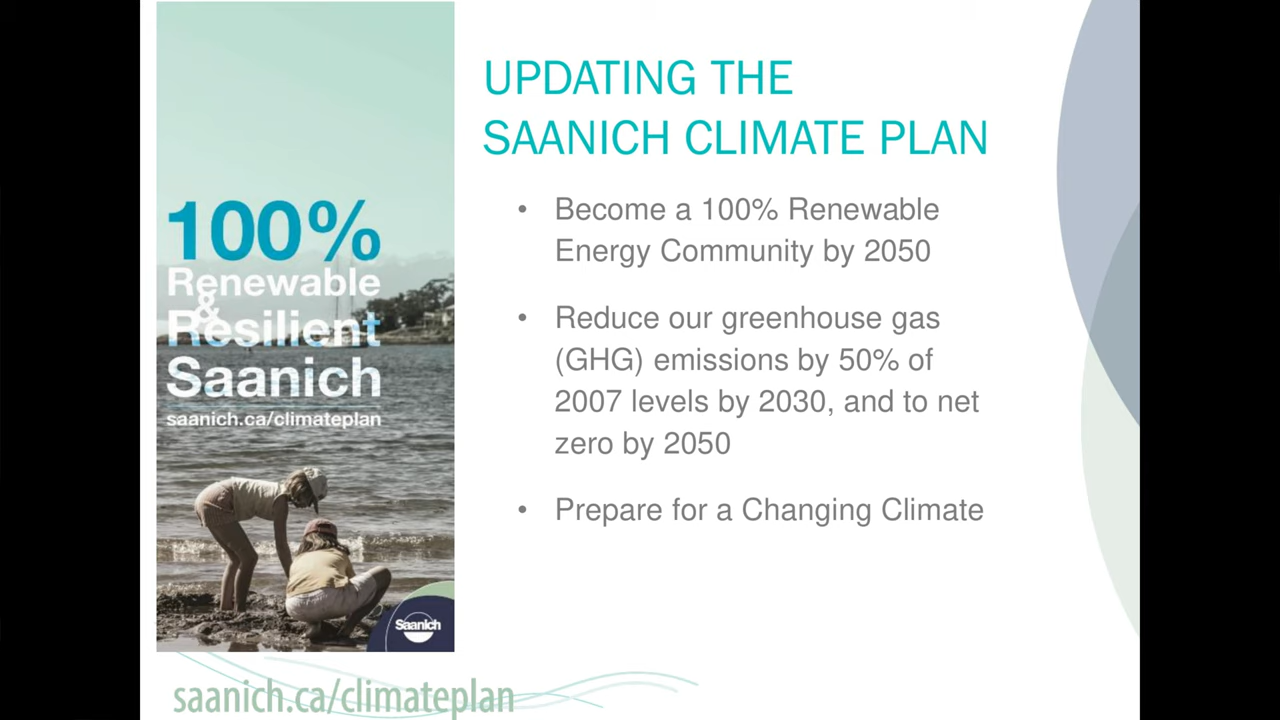 100%
Renewable
&
Resilient
Saanich
saanich.ca/climateplan
Saanich
UPDATING THE
SAANICH CLIMATE PLAN
• Become a 100% Renewable
Energy Community by 2050
• Reduce our greenhouse gas
(GHG) emissions by 50% of
2007 levels by 2030, and to net
zero by 2050
• Prepare for a Changing Climate
saanich.ca/climateplan